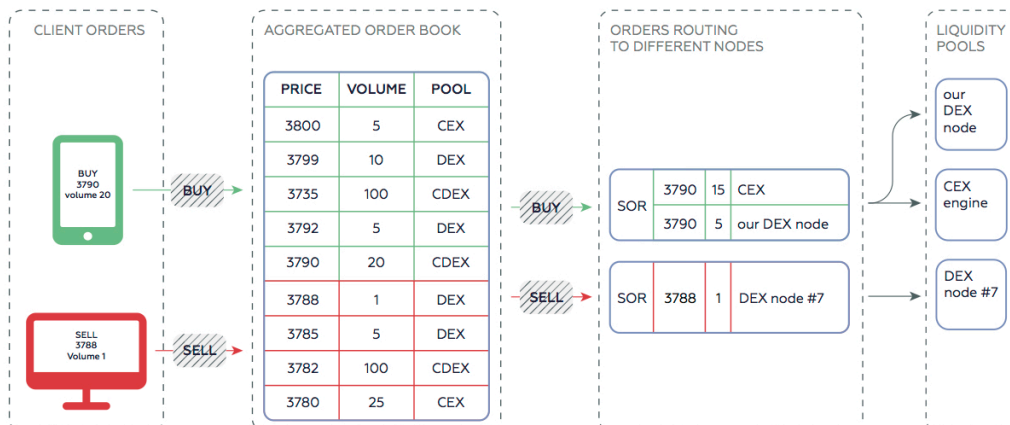 CLIENT ORDERS
BUY
3790
volume 20
BUY
SELL
3788
Volume 1
SELL
AGGREGATED ORDER BOOK
PRICE VOLUME POOL
3800 5 CEX
3799 10 DEX
3735 100 CDEX
3792 5 DEX
3790 20 CDEX
3788 1 DEX
3785 5 DEX
3782 100 CDEX
3780 25 CEX
BUY
SELL
ORDERS ROUTING
TO DIFFERENT NODES
SOR
3790 15 CEX
3790 5 our DEX node
SOR 3788 1 DEX node #7
LIQUIDITY
POOLS
our
DEX
node
CEX
engine
DEX
node #7